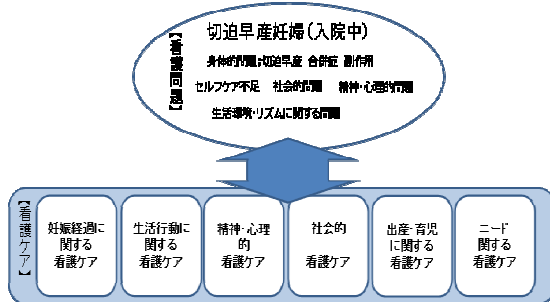 【看護問題】
切迫早産妊婦(入院中)
身体的問題:切迫早産 合併症 副作用
セルフケア不足 社会的問題 精神・心理的問題
生活環境・リズムに関する問題
【看護ケア】
妊娠経過に
関する
看護ケア
生活行動に
関する
看護ケア
精神・心理
的
看護ケア
社会的
看護ケア
出産・育児
に関する
看護ケア
ニード
関する
看護ケア